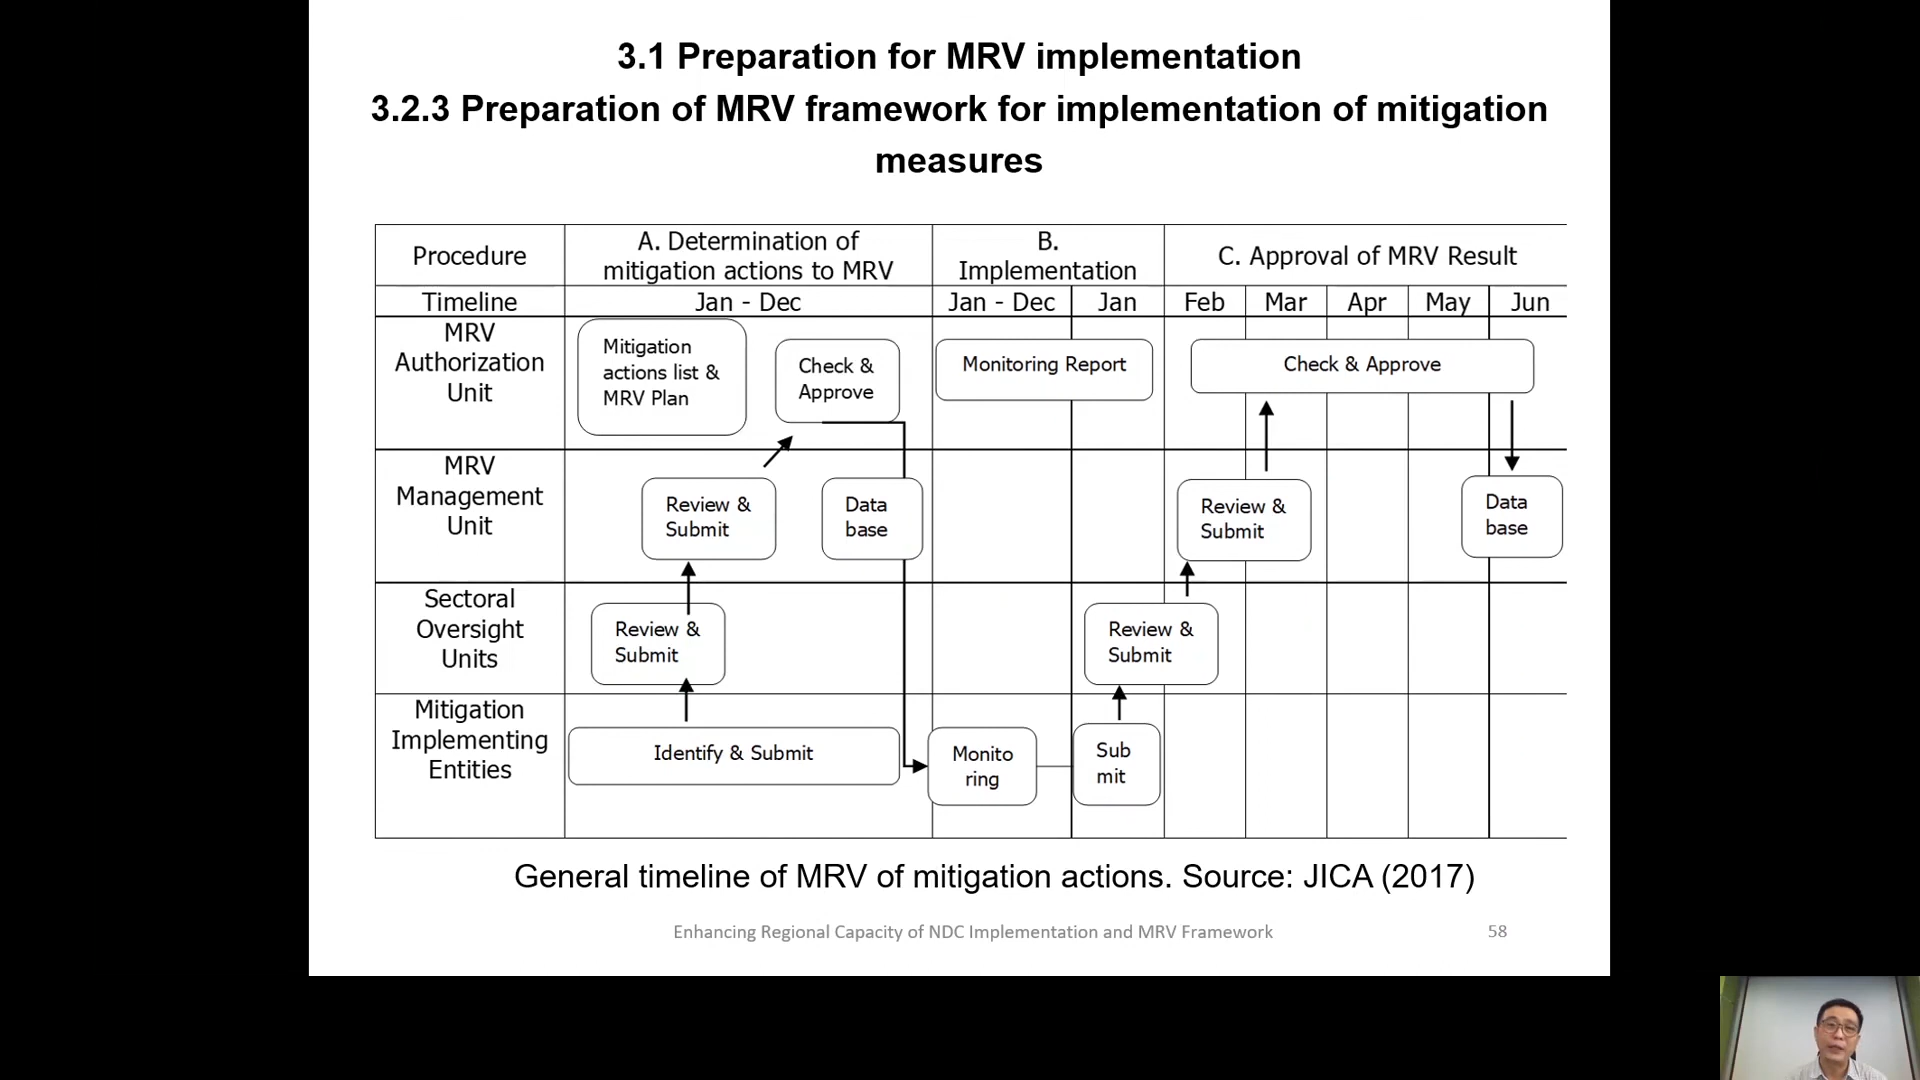 3.1 Preparation for MRV implementation
3.2.3 Preparation of MRV framework for implementation of mitigation
measures
Procedure
A. Determination of
mitigation actions to MRV
B.
Implementation
C. Approval of MRV Result
Timeline
Jan - Dec
Jan - Dec
Jan
Feb
Mar
Apr
May
Jun
MRV
Authorization
Unit
Mitigation
actions list &
MRV Plan
Check &
Approve
Monitoring Report
Check & Approve
MRV
Management
Unit
Review &
Submit
Data
base
Review &
Submit
Data
base
Sectoral
Oversight
Units
Review &
Submit
Review &
Submit
Mitigation
Implementing
Entities
Identify & Submit
Monito
ring
Sub
mit
General timeline of MRV of mitigation actions. Source: JICA (2017)
Enhancing Regional Capacity of NDC Implementation and MRV Framework
58